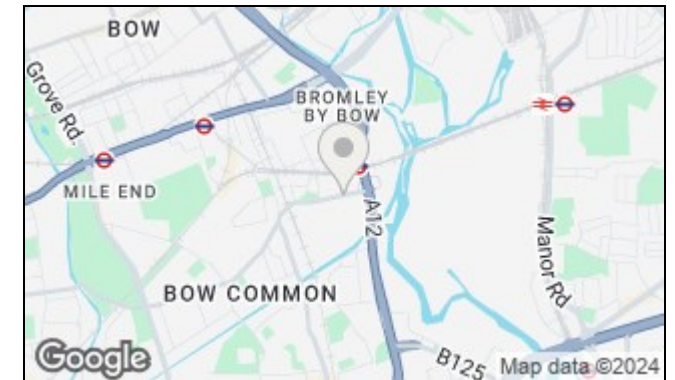 BOW
Grove Rd.
BROMLEY
BY BOW
MILE END
A12
Manor Rd
BOW COMMON
B125
Google
Map data ©2024